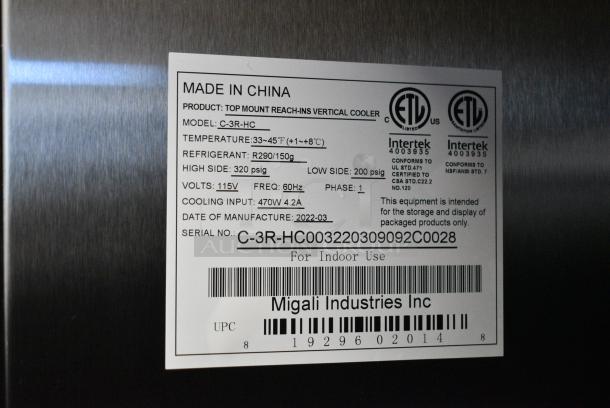 MADE IN CHINA
PRODUCT: TOP MOUNT REACH-INS VERTICAL COOLER
MODEL: C-3R-HC
TEMPERATURE: 33~45℉(+1~+8℃)
REFRIGERANT: R290/150g
HIGH SIDE: 320 psig LOW SIDE: 200 psig
VOLTS: 115V FREQ: 60Hz PHASE: 1
COOLING INPUT: 470W 4.2A
DATE OF MANUFACTURE: 2022-03
SERIAL NO.: C-3R-HC003220309092C0028
C ETL US
LISTED
Intertek
4003935
CONFORMS TO
UL STD.471
CERTIFIED TO
CSA STD.C22.2
NO.120
ETL
Intertek
4003935
CONFORMS TO
NSF/ANSI STD. 7
This equipment is intended
for the storage and display of
packaged products only.
For Indoor Use
Migali Industries Inc
UPC
8 19296 02014 8